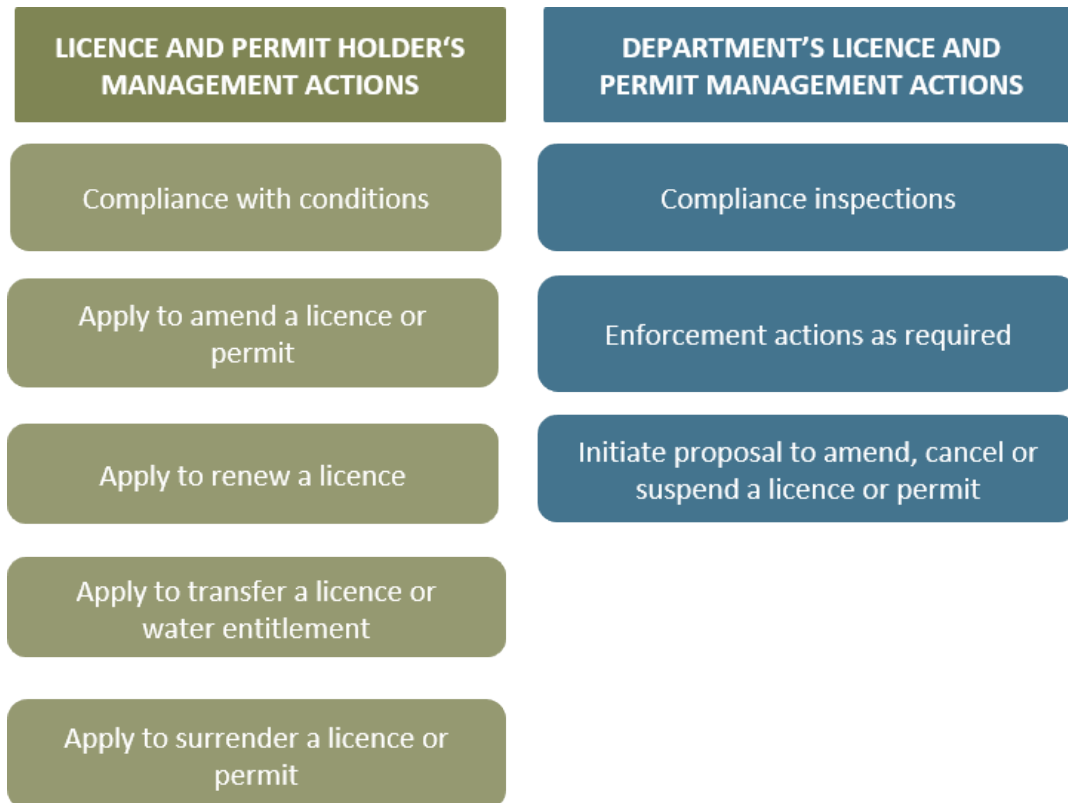 LICENCE AND PERMIT HOLDER‘S
MANAGEMENT ACTIONS
Compliance with conditions
Apply to amend a licence or
permit
Apply to renew a licence
Apply to transfer a licence or
water entitlement
Apply to surrender a licence or
permit
DEPARTMENT’S LICENCE AND
PERMIT MANAGEMENT ACTIONS
Compliance inspections
Enforcement actions as required
Initiate proposal to amend, cancel or
suspend a licence or permit